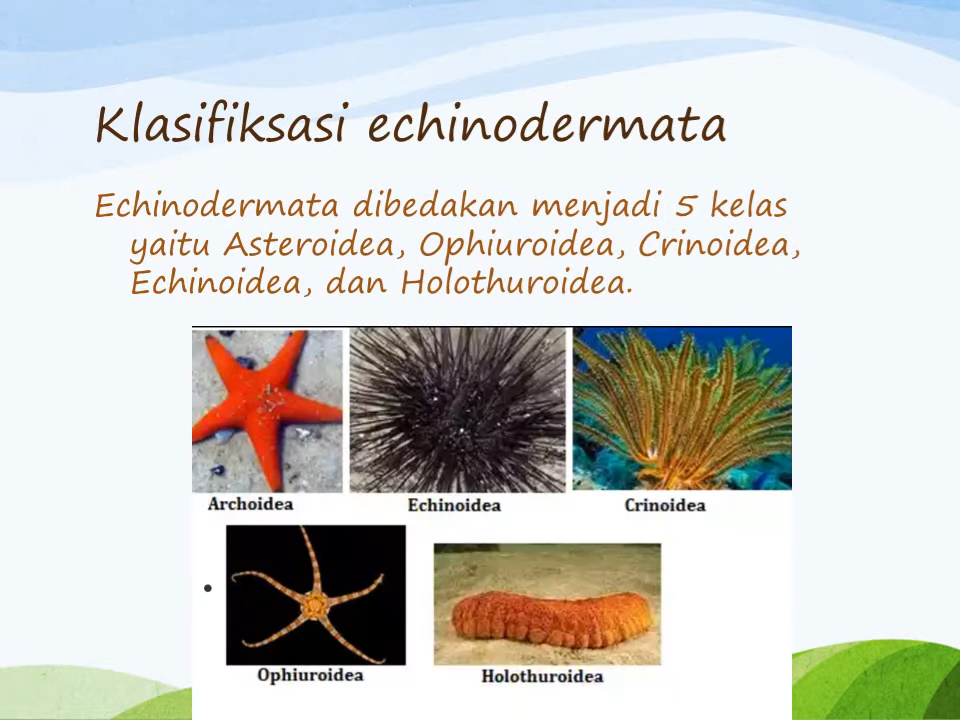 Klasifiksasi echinodermata
Echinodermata dibedakan menjadi 5 kelas
yaitu Asteroidea, Ophiuroidea, Crinoidea,
Echinoidea, dan Holothuroidea.
Archoidea
Echinoidea
Crinoidea
•
Ophiuroidea
Holothuroidea